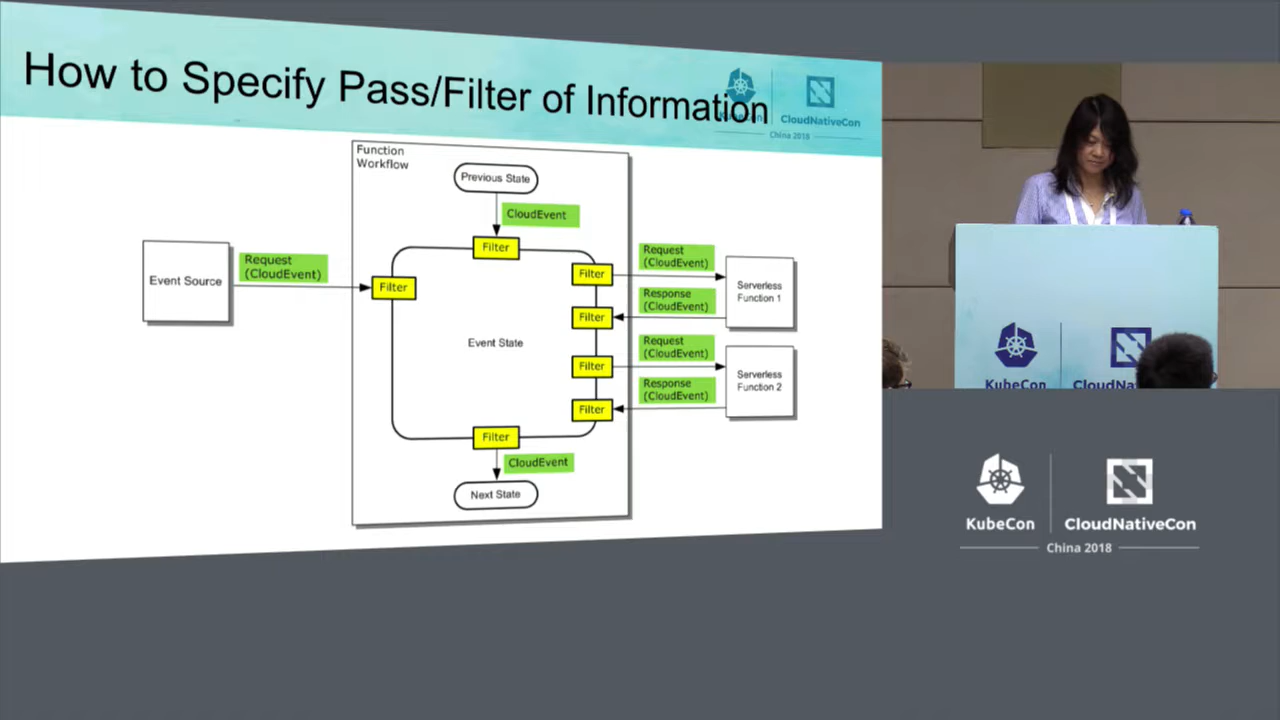 How to Specify Pass/Filter of Information
KubeCon
CloudNativeCon
China 2018
Function
Workflow
Previous State
CloudEvent
Filter
Event Source
Request
(CloudEvent)
Filter
Filter
Request
(CloudEvent)
Serverless
Function 1
Filter
Response
(CloudEvent)
Event State
Filter
Request
(CloudEvent)
Serverless
Function 2
Filter
Response
(CloudEvent)
Filter
CloudEvent
Next State
KubeCon
KubeCon
CloudNativeCon
China 2018